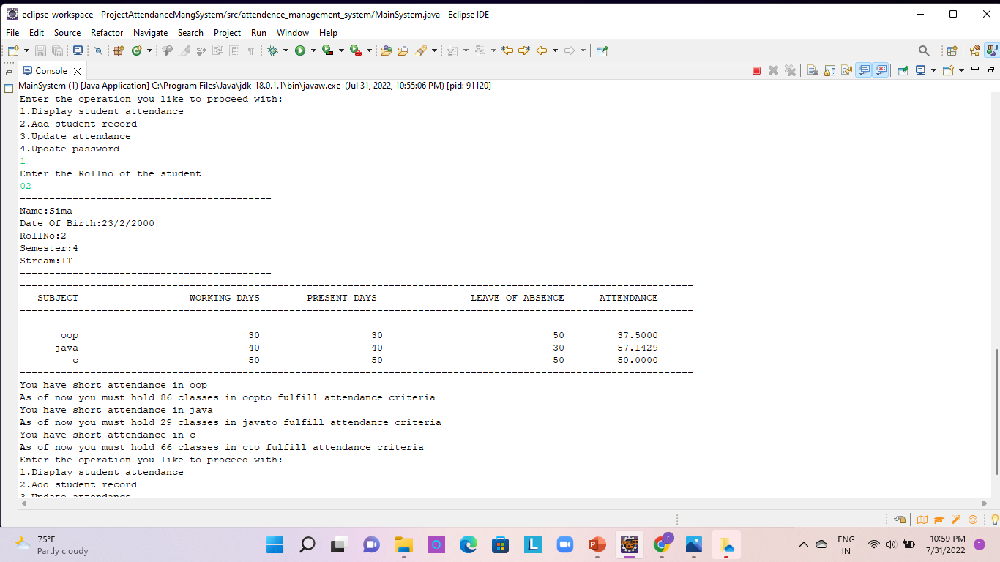 eclipse-workspace - ProjectAttendanceMangSystem/src/attendence_management_system/MainSystem.java - Eclipse IDE
File Edit Source Refactor Navigate Search Project Run Window Help
Console
MainSystem (1) [Java Application] C:\Program Files\Java\jdk-18.0.1.1\bin\javaw.exe (Jul 31, 2022, 10:55:06 PM) [pid: 91120]
Enter the operation you like to proceed with:
1.Display student attendance
2.Add student record
3.Update attendance
4.Update password
1
Enter the Rollno of the student
02
-------------------------------------------
Name:Sima
Date Of Birth:23/2/2000
RollNo:2
Semester:4
Stream:IT
-------------------------------------------
-------------------------------------------------------------------------------------------------------------------
SUBJECT WORKING DAYS PRESENT DAYS LEAVE OF ABSENCE ATTENDANCE
-------------------------------------------------------------------------------------------------------------------
oop 30 30 50 37.5000
java 40 40 30 57.1429
c 50 50 50 50.0000
-------------------------------------------------------------------------------------------------------------------
You have short attendance in oop
As of now you must hold 86 classes in oopto fulfill attendance criteria
You have short attendance in java
As of now you must hold 29 classes in javato fulfill attendance criteria
You have short attendance in c
As of now you must hold 66 classes in cto fulfill attendance criteria
Enter the operation you like to proceed with:
1.Display student attendance
2.Add student record
3.Update attendance
75°F
Partly cloudy
ENG
IN
10:59 PM
7/31/2022
1